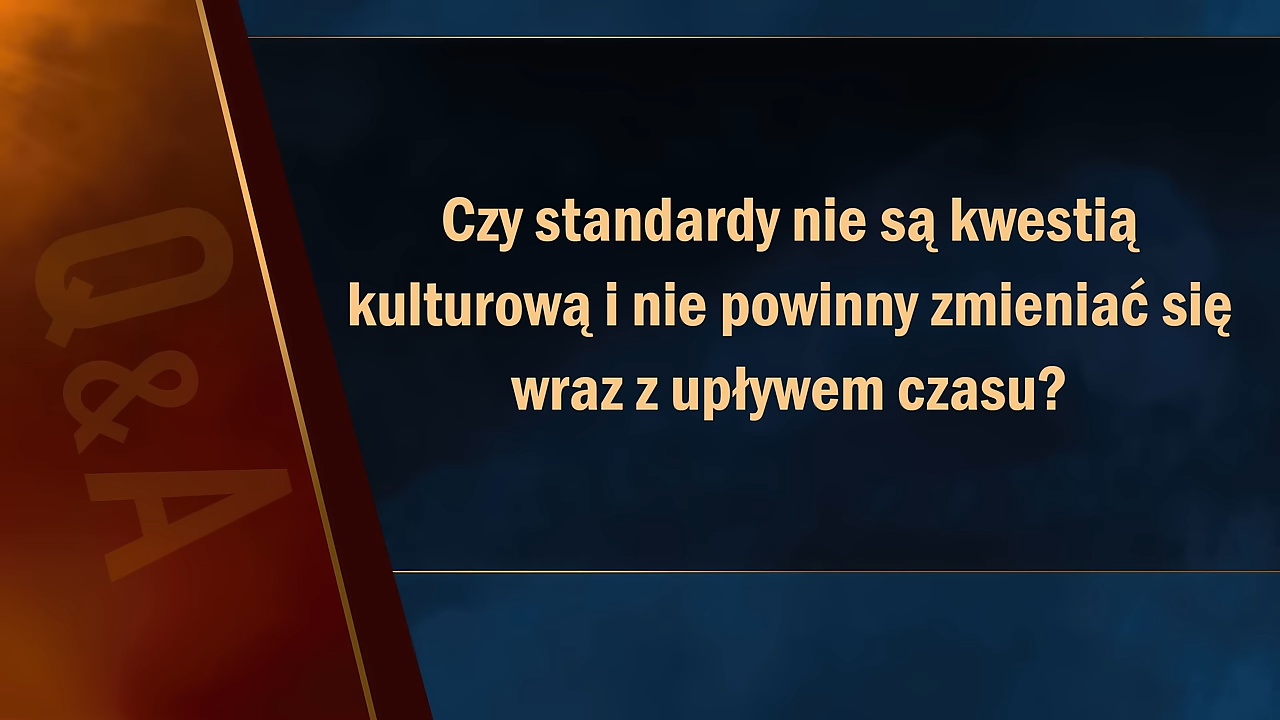 Q & A
Czy standardy nie są kwestią
kulturową i nie powinny zmieniać się
wraz z upływem czasu?